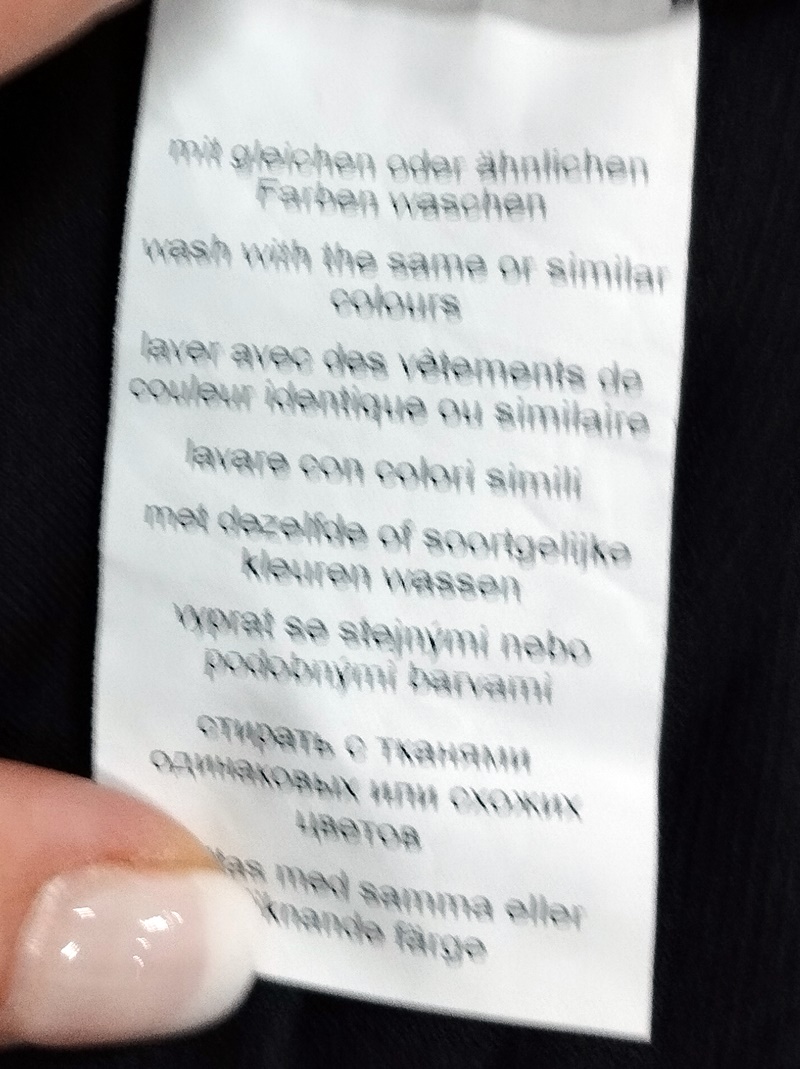 mit gleichen oder ähnlichen
Farben waschen
wash with the same or similar
colours
laver avec des vêtements de
couleur identique ou similaire
lavare con colori simili
met dezelfde of soortgelijke
kleuren wassen
vyprat se stejnými nebo
podobnými barvami
стирать с тканями
одинаковых или схожих
цветов
med samma eller
färge